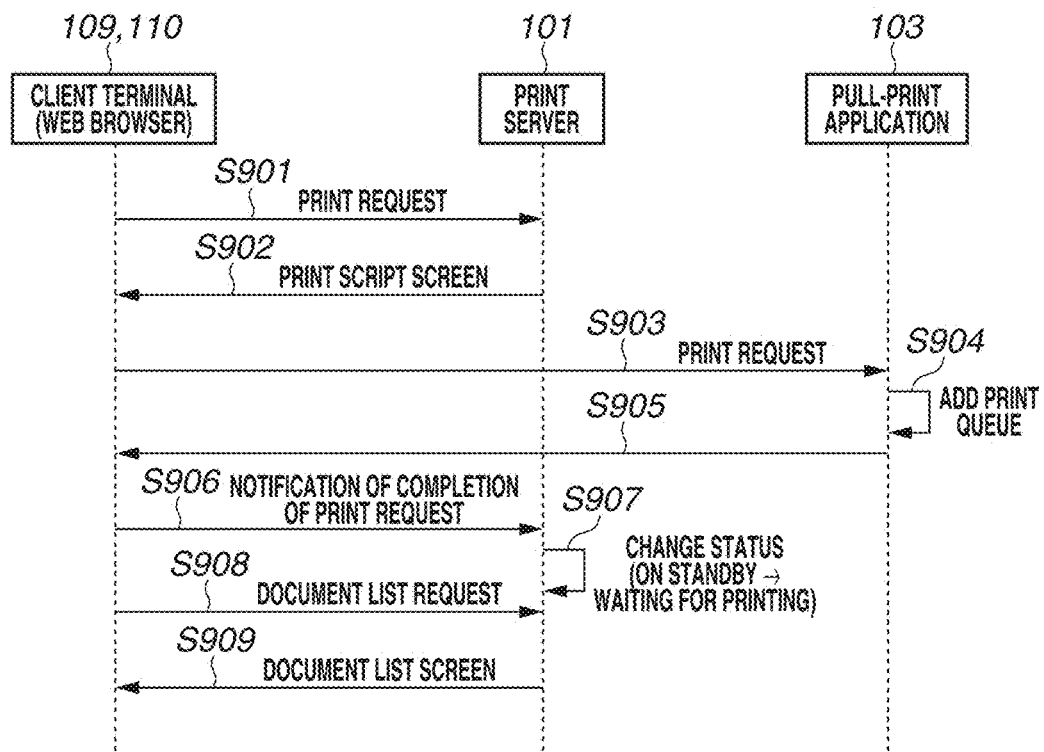 109,110
101
103
CLIENT TERMINAL
(WEB BROWSER)
PRINT
SERVER
PULL-PRINT
APPLICATION
S901
PRINT REQUEST
S902
PRINT SCRIPT SCREEN
S903
PRINT REQUEST
S904
ADD PRINT
QUEUE
S905
S906
NOTIFICATION OF COMPLETION
OF PRINT REQUEST
S907
CHANGE STATUS
(ON STANDBY →
WAITING FOR PRINTING)
S908
DOCUMENT LIST REQUEST
S909
DOCUMENT LIST SCREEN